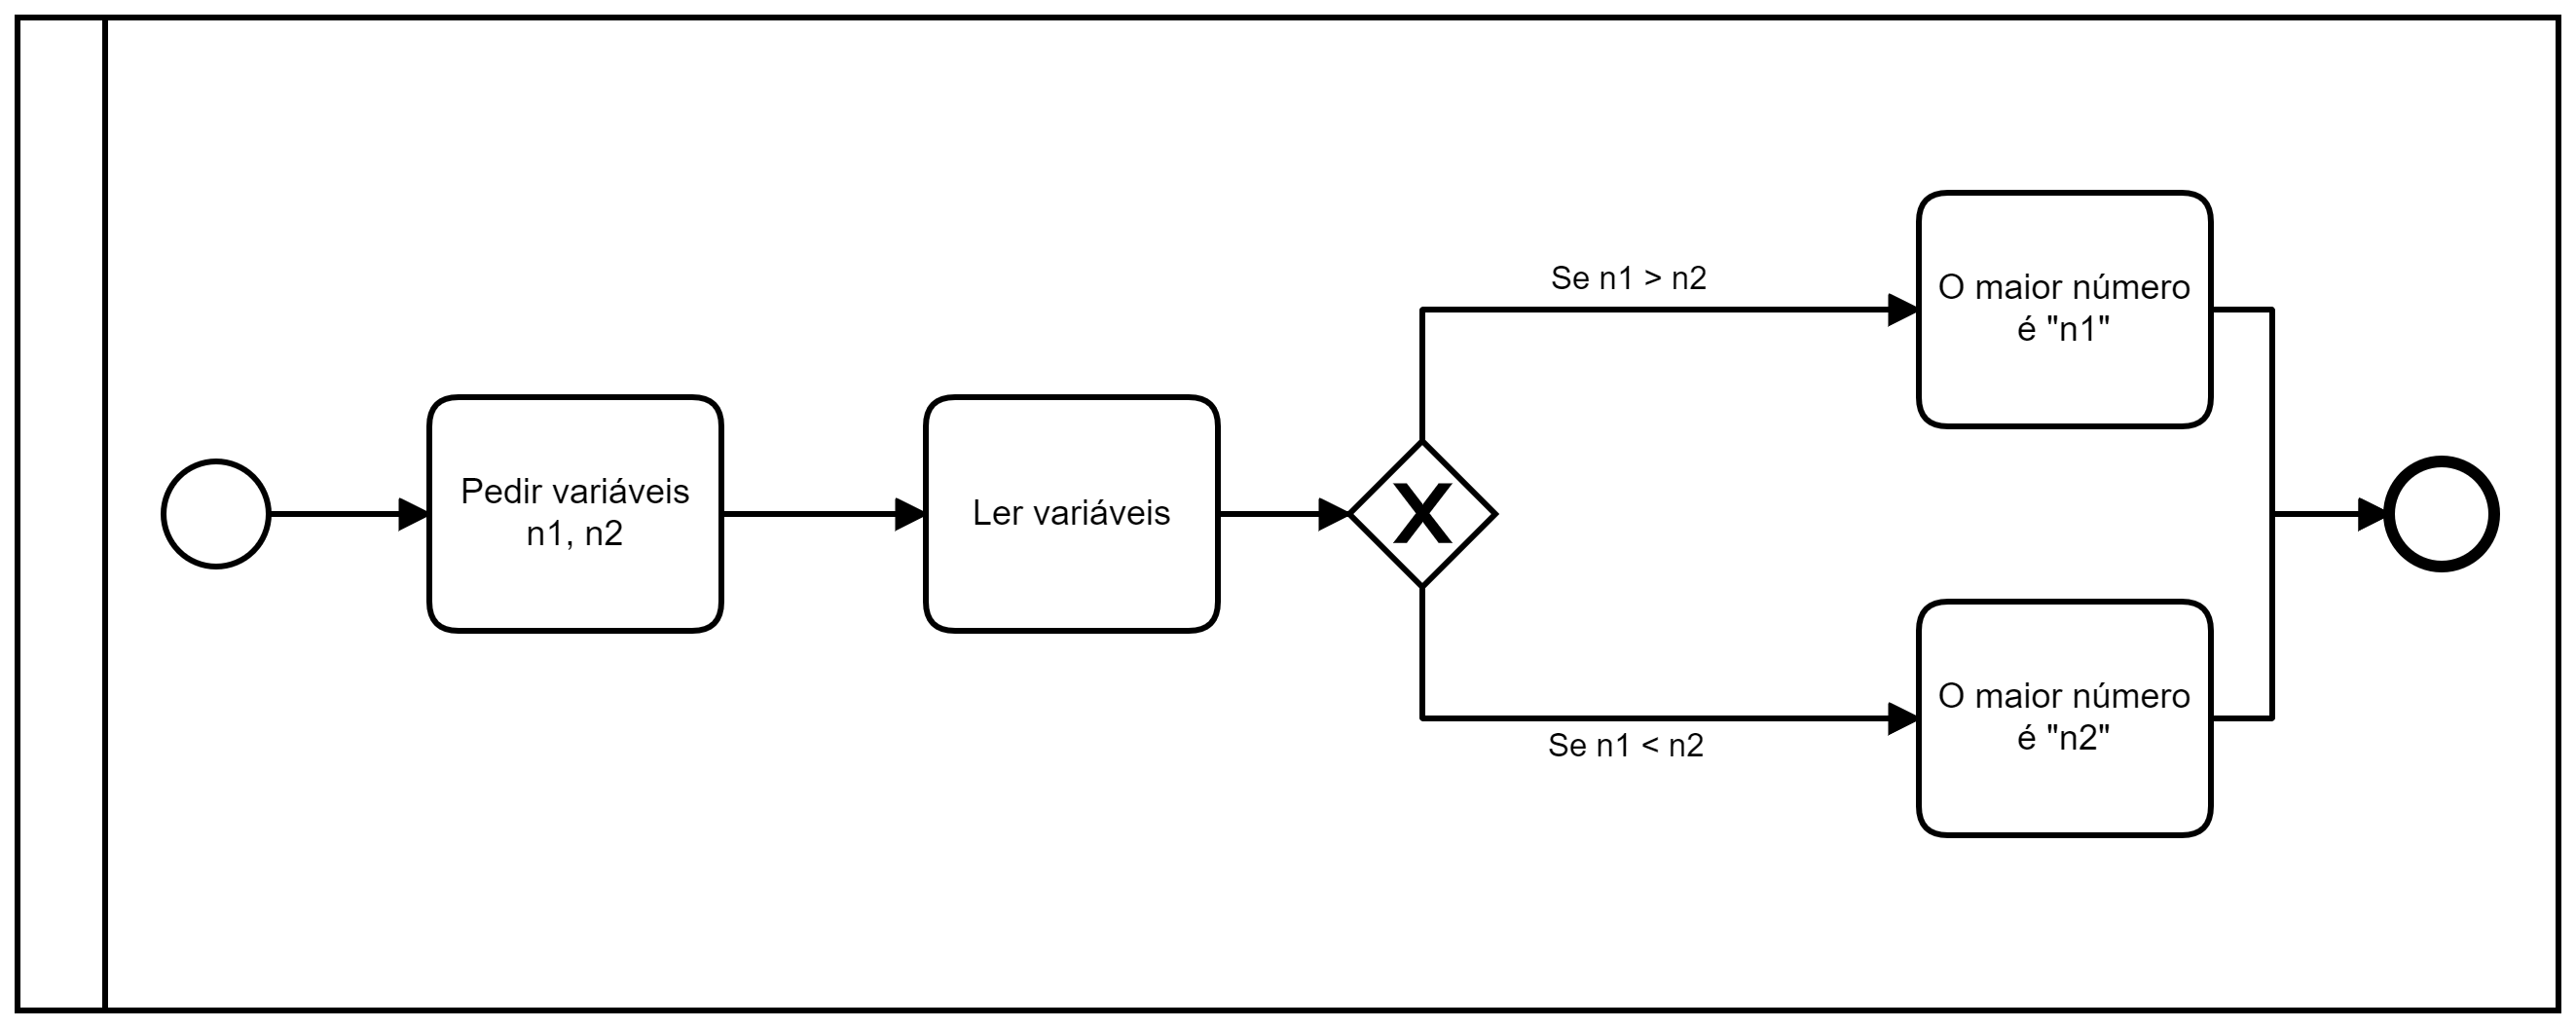 Pedir variáveis
n1, n2
Ler variáveis
X
Se n1 > n2
O maior número
é "n1"
Se n1 < n2
O maior número
é "n2"